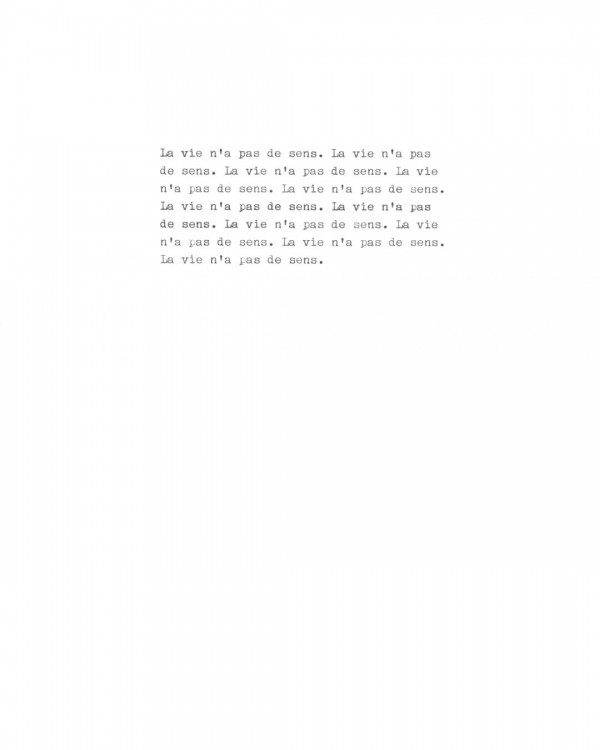 La vie n'a pas de sens. La vie n'a pas
de sens. La vie n'a pas de sens. La vie
n'a pas de sens. La vie n'a pas de sens.
La vie n'a pas de sens. La vie n'a pas
de sens. La vie n'a pas de sens. La vie
n'a pas de sens. La vie n'a pas de sens.
La vie n'a pas de sens.